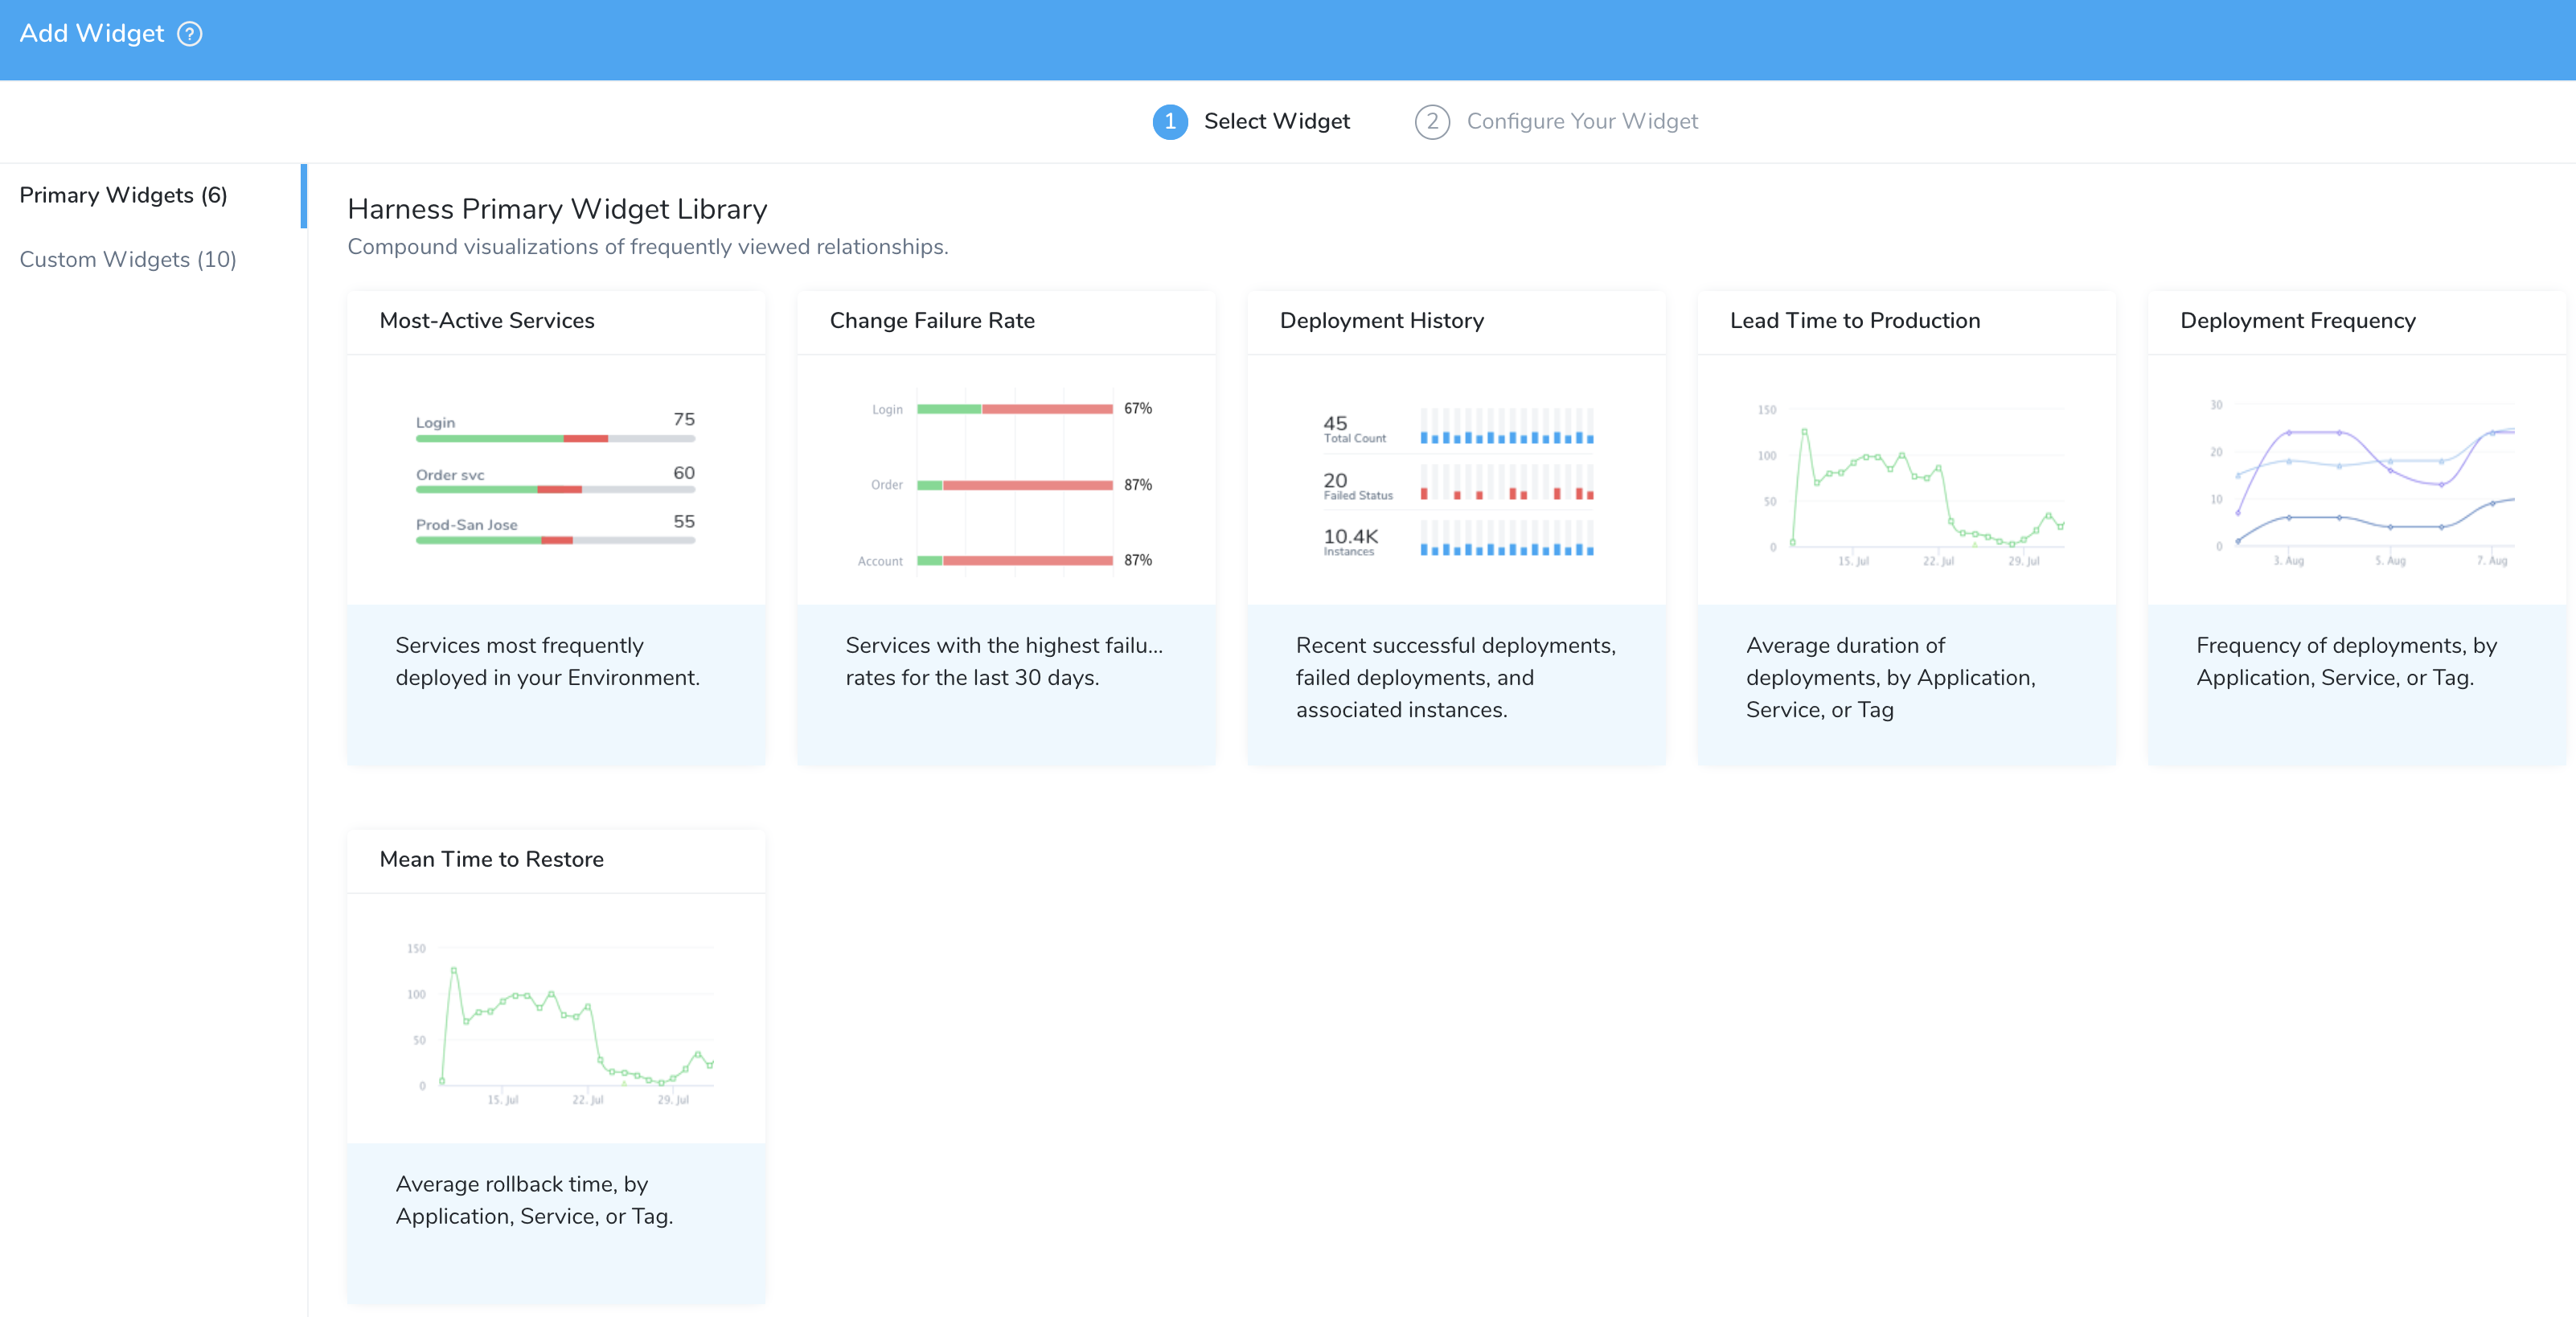 Add Widget ?
1 Select Widget 2 Configure Your Widget
Primary Widgets (6)
Custom Widgets (10)
Harness Primary Widget Library
Compound visualizations of frequently viewed relationships.
Most-Active Services
Login 75
Order svc 60
Prod-San Jose 55
Services most frequently
deployed in your Environment.
Change Failure Rate
Login 67%
Order 87%
Account 87%
Services with the highest failu...
rates for the last 30 days.
Deployment History
45
Total Count
20
Failed Status
10.4K
Instances
Recent successful deployments,
failed deployments, and
associated instances.
Lead Time to Production
150
100
50
0
15. Jul 22. Jul 29. Jul
Average duration of
deployments, by Application,
Service, or Tag
Deployment Frequency
30
20
10
0
3. Aug 5. Aug 7. Aug
Frequency of deployments, by
Application, Service, or Tag.
Mean Time to Restore
150
100
50
0
15. Jul 22. Jul 29. Jul
Average rollback time, by
Application, Service, or Tag.